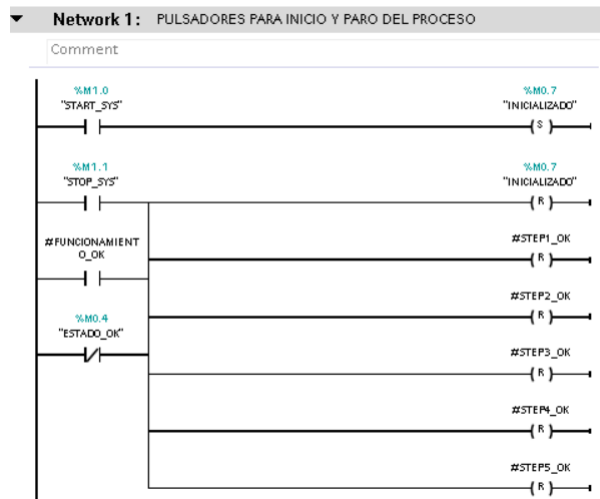 Network 1: PULSADORES PARA INICIO Y PARO DEL PROCESO
Comment
%M1.0
"START_SYS"
%M0.7
"INICIALIZADO"
S
%M1.1
"STOP_SYS"
%M0.7
"INICIALIZADO"
R
#FUNCIONAMIENT
O_OK
#STEP1_OK
R
#STEP2_OK
R
%M0.4
"ESTADO_OK"
#STEP3_OK
R
#STEP4_OK
R
#STEP5_OK
R